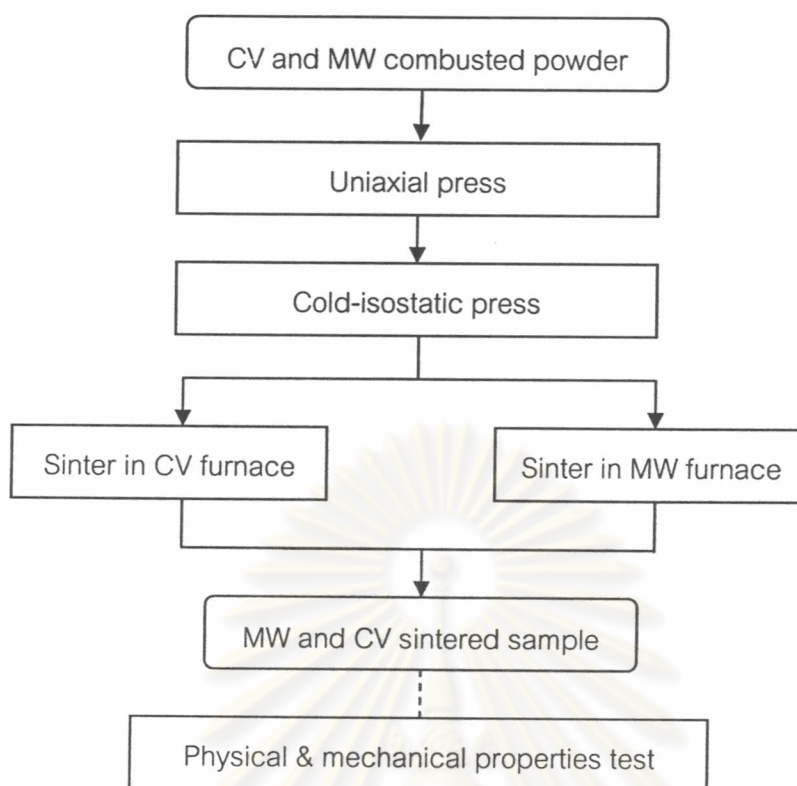 CV and MW combusted powder
Uniaxial press
Cold-isostatic press
Sinter in CV furnace
Sinter in MW furnace
MW and CV sintered sample
Physical & mechanical properties test